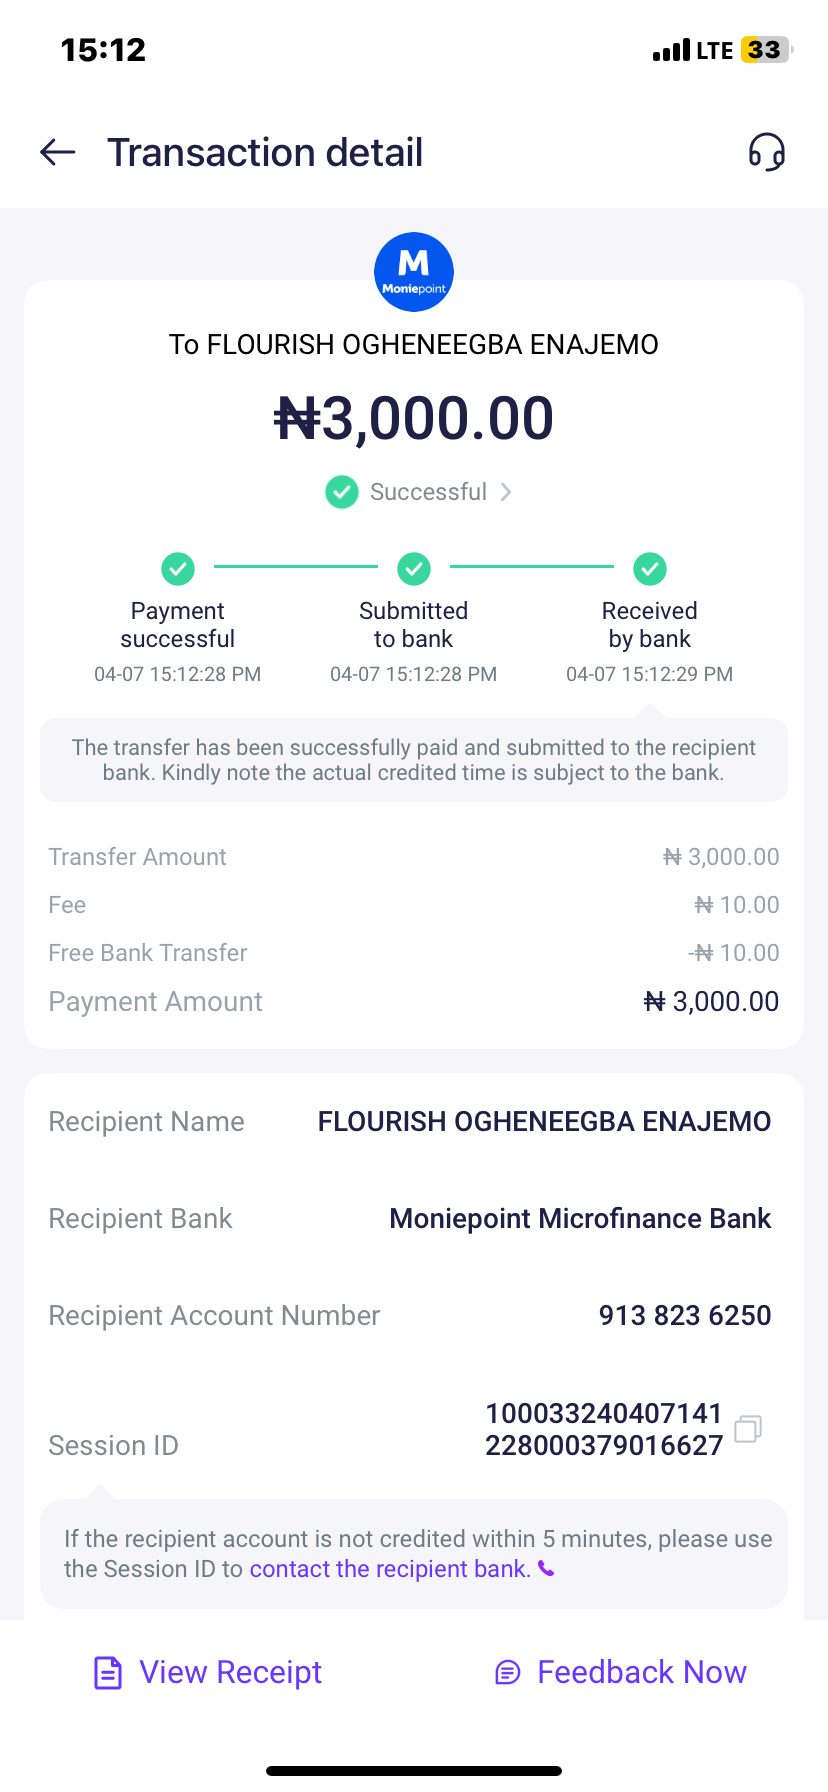 15:12
LTE 33
Transaction detail
M
Moniepoint
To FLOURISH OGHENEEGBA ENAJEMO
₦3,000.00
Successful
Payment successful
04-07 15:12:28 PM
Submitted to bank
04-07 15:12:28 PM
Received by bank
04-07 15:12:29 PM
The transfer has been successfully paid and submitted to the recipient
bank. Kindly note the actual credited time is subject to the bank.
Transfer Amount ₦ 3,000.00
Fee ₦ 10.00
Free Bank Transfer -₦ 10.00
Payment Amount ₦ 3,000.00
Recipient Name FLOURISH OGHENEEGBA ENAJEMO
Recipient Bank Moniepoint Microfinance Bank
Recipient Account Number 913 823 6250
Session ID 100033240407141
228000379016627
If the recipient account is not credited within 5 minutes, please use
the Session ID to contact the recipient bank.
View Receipt
Feedback Now